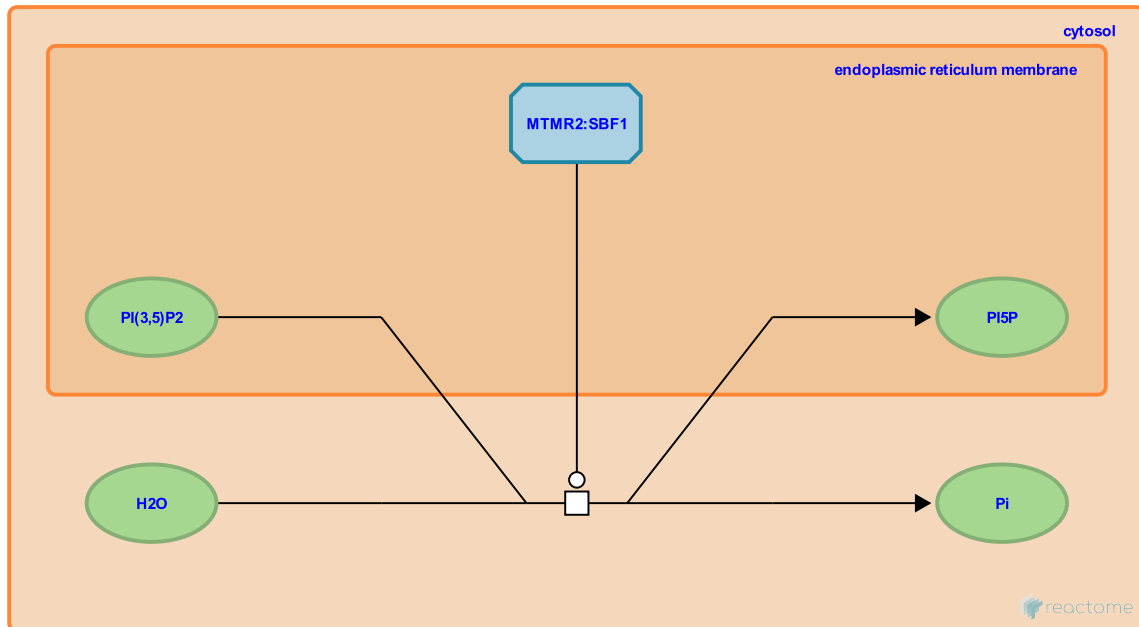 cytosol
endoplasmic reticulum membrane
MTMR2:SBF1
PI(3,5)P2
PI5P
H2O
Pi
reactome